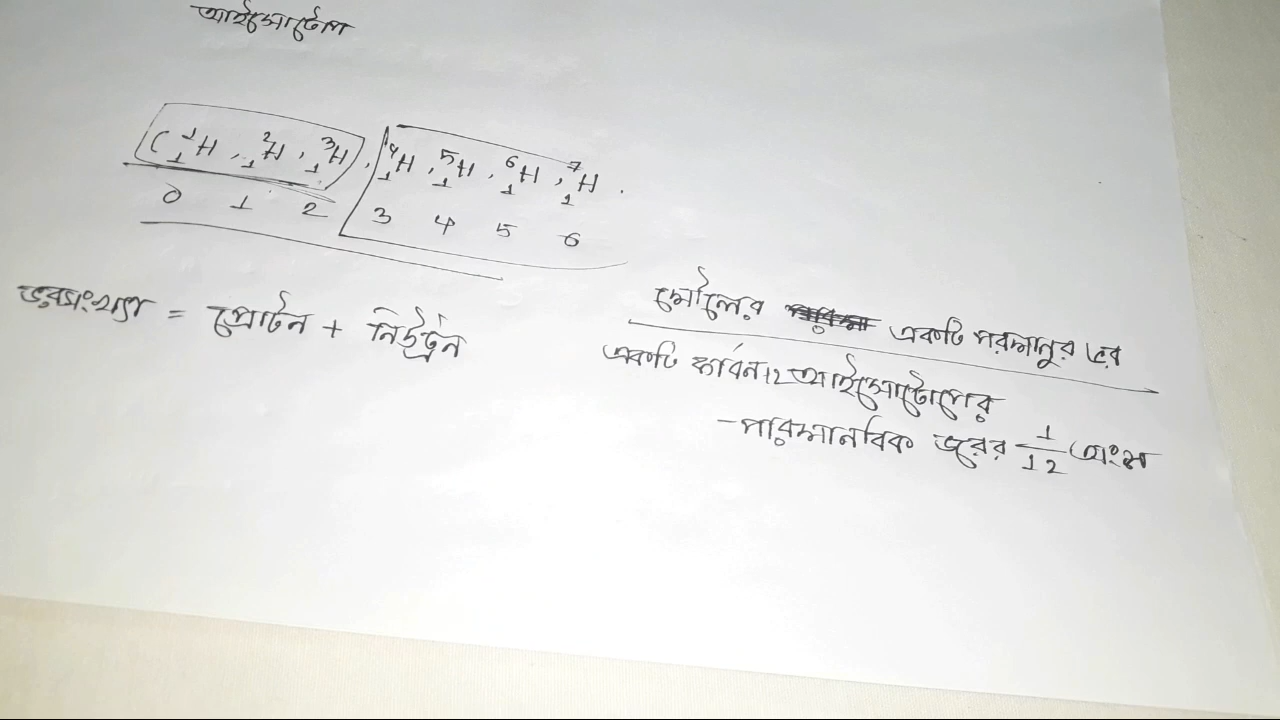 আইসোটোপ
(¹₁H, ²₁H, ³₁H), ⁴₁H, ⁵₁H, ⁶₁H, ⁷₁H.
0 1 2 3 4 5 6
ভরসংখ্যা = প্রোটন + নিউট্রন
মৌলের একটি পরমানুর ভর
একটি কার্বন 12 আইসোটোপের
-পারমানবিক ভরের 1/12 অংশ